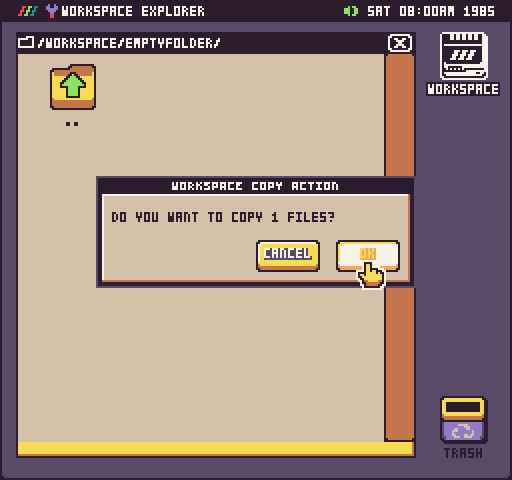 WORKSPACE EXPLORER
SAT 08:00AM 1985
/WORKSPACE/EMPTYFOLDER/
..
WORKSPACE
WORKSPACE COPY ACTION
DO YOU WANT TO COPY 1 FILES?
CANCEL
OK
TRASH